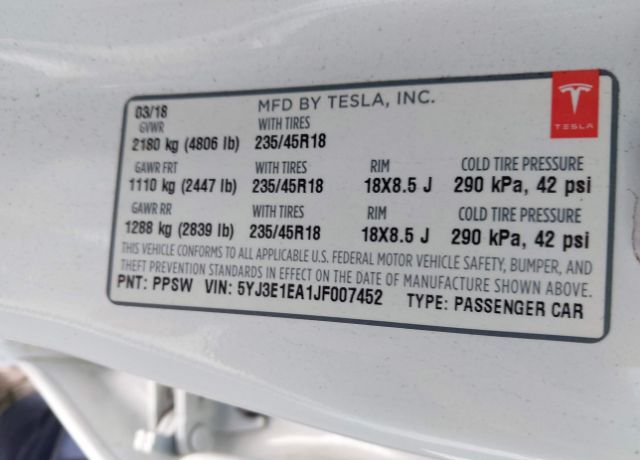 03/18 MFD BY TESLA, INC.
TESLA
GVWR WITH TIRES
2180 kg (4806 lb) 235/45R18
GAWR FRT WITH TIRES RIM COLD TIRE PRESSURE
1110 kg (2447 lb) 235/45R18 18X8.5 J 290 kPa, 42 psi
GAWR RR WITH TIRES RIM COLD TIRE PRESSURE
1288 kg (2839 lb) 235/45R18 18X8.5 J 290 kPa, 42 psi
THIS VEHICLE CONFORMS TO ALL APPLICABLE U.S. FEDERAL MOTOR VEHICLE SAFETY, BUMPER, AND
THEFT PREVENTION STANDARDS IN EFFECT ON THE DATE OF MANUFACTURE SHOWN ABOVE.
PNT: PPSW VIN: 5YJ3E1EA1JF007452 TYPE: PASSENGER CAR